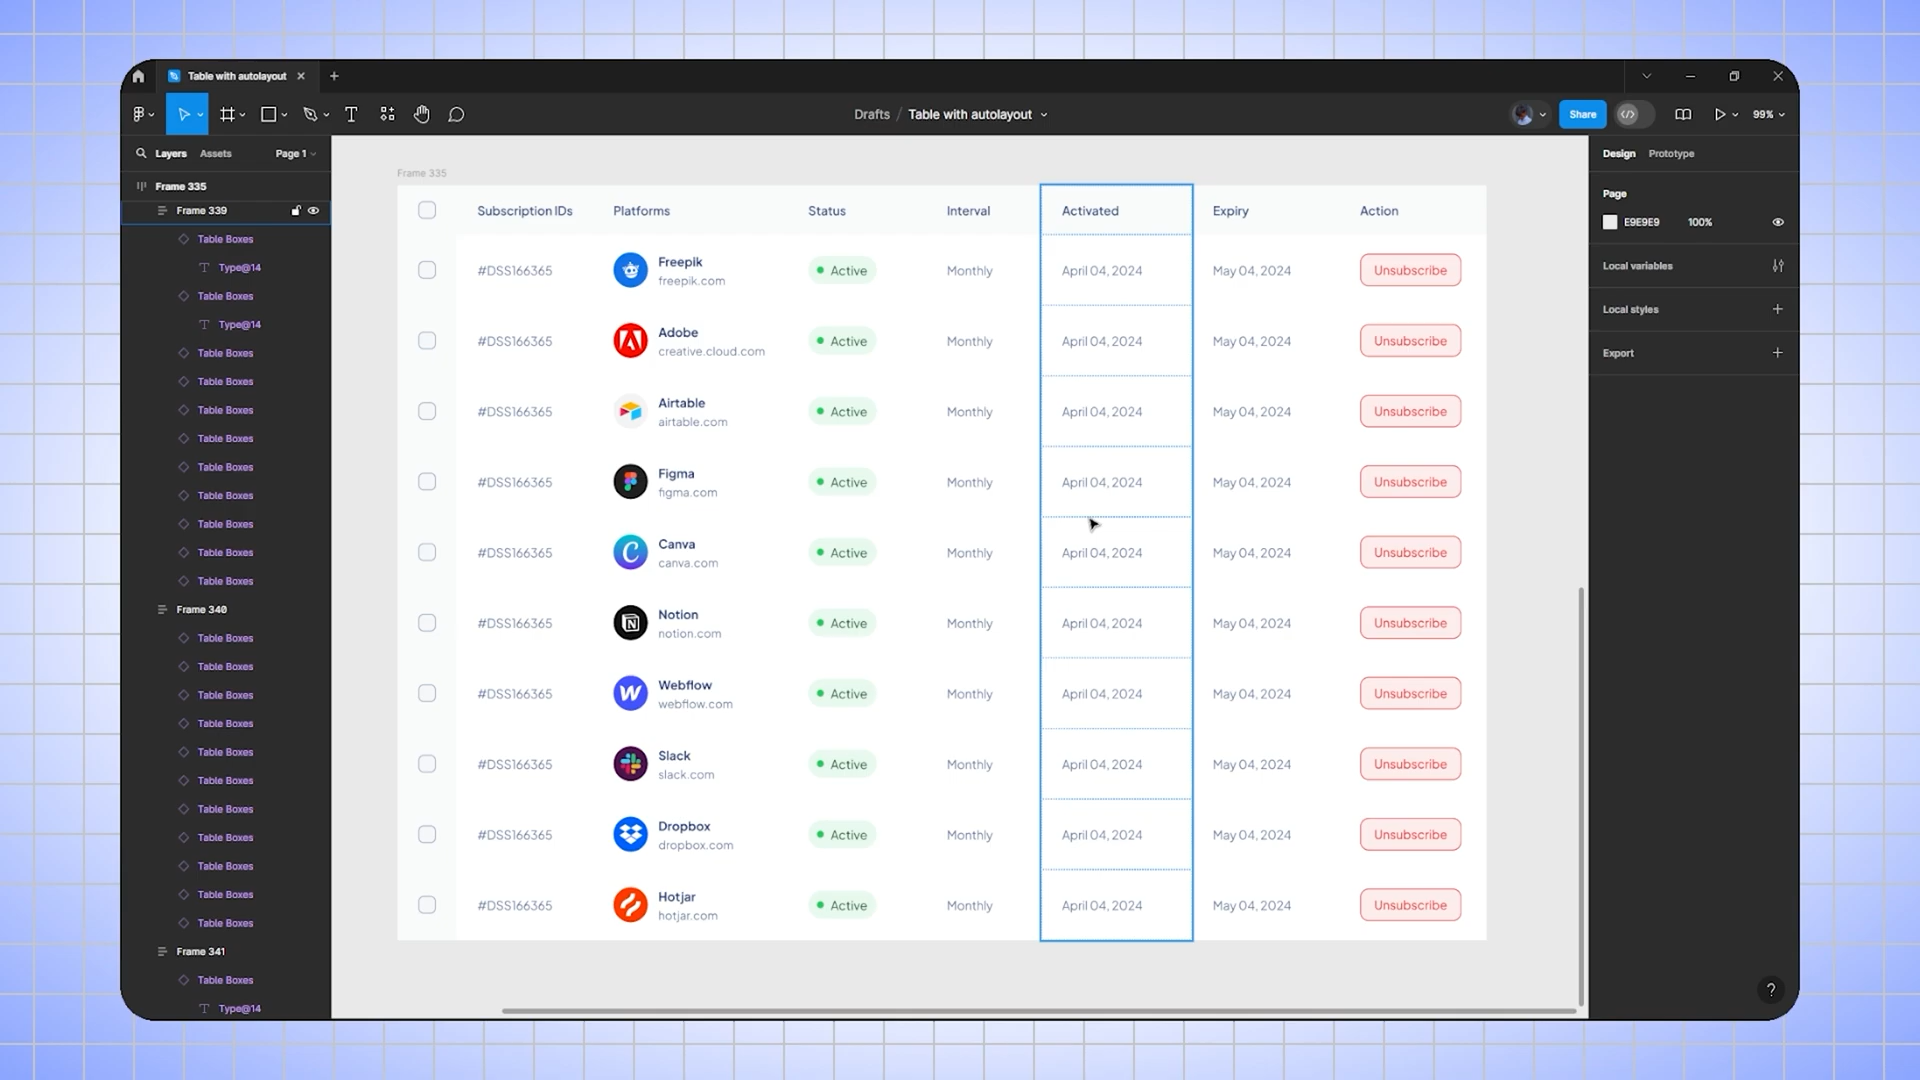 Table with autolayout
Drafts / Table with autolayout
Share
99%
Layers Assets Page 1
Frame 335
Frame 339
Table Boxes
Type@14
Table Boxes
Type@14
Table Boxes
Table Boxes
Table Boxes
Table Boxes
Table Boxes
Table Boxes
Table Boxes
Table Boxes
Table Boxes
Frame 340
Table Boxes
Table Boxes
Table Boxes
Table Boxes
Table Boxes
Table Boxes
Table Boxes
Table Boxes
Table Boxes
Table Boxes
Table Boxes
Frame 341
Table Boxes
Type@14
Frame 335
Subscription IDs Platforms Status Interval Activated Expiry Action
#DSS166365 Freepik Active Monthly April 04, 2024 May 04, 2024 Unsubscribe
freepik.com
#DSS166365 Adobe Active Monthly April 04, 2024 May 04, 2024 Unsubscribe
creative.cloud.com
#DSS166365 Airtable Active Monthly April 04, 2024 May 04, 2024 Unsubscribe
airtable.com
#DSS166365 Figma Active Monthly April 04, 2024 May 04, 2024 Unsubscribe
figma.com
#DSS166365 Canva Active Monthly April 04, 2024 May 04, 2024 Unsubscribe
canva.com
#DSS166365 Notion Active Monthly April 04, 2024 May 04, 2024 Unsubscribe
notion.com
#DSS166365 Webflow Active Monthly April 04, 2024 May 04, 2024 Unsubscribe
webflow.com
#DSS166365 Slack Active Monthly April 04, 2024 May 04, 2024 Unsubscribe
slack.com
#DSS166365 Dropbox Active Monthly April 04, 2024 May 04, 2024 Unsubscribe
dropbox.com
#DSS166365 Hotjar Active Monthly April 04, 2024 May 04, 2024 Unsubscribe
hotjar.com
Design Prototype
Page
E9E9E9 100%
Local variables
Local styles
Export
?